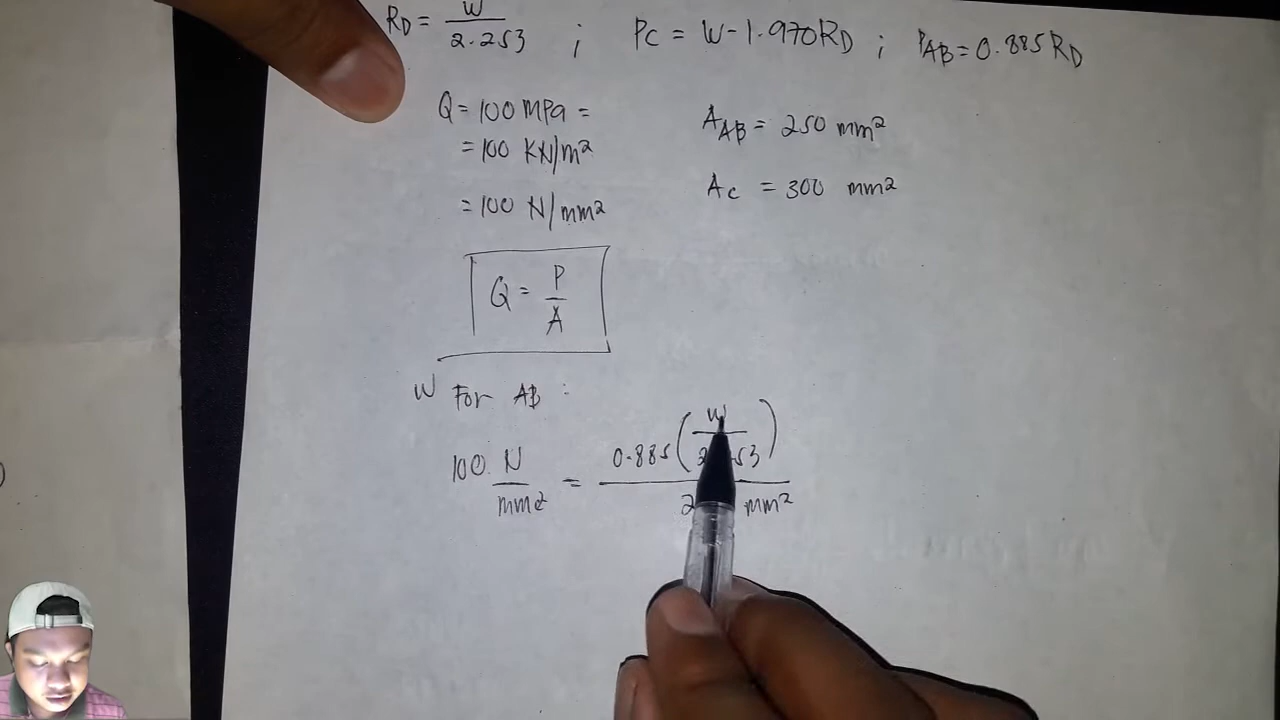 RD = W / 2.253 ; PC = W - 1.970RD ; PAB = 0.885 RD
Q = 100 MPa =
= 100 KN/m²
= 100 N/mm²
AAB = 250 mm²
AC = 300 mm²
Q = P / A
W For AB :
100 N / mm² = 0.885 ( W / 53 ) / 2 mm²